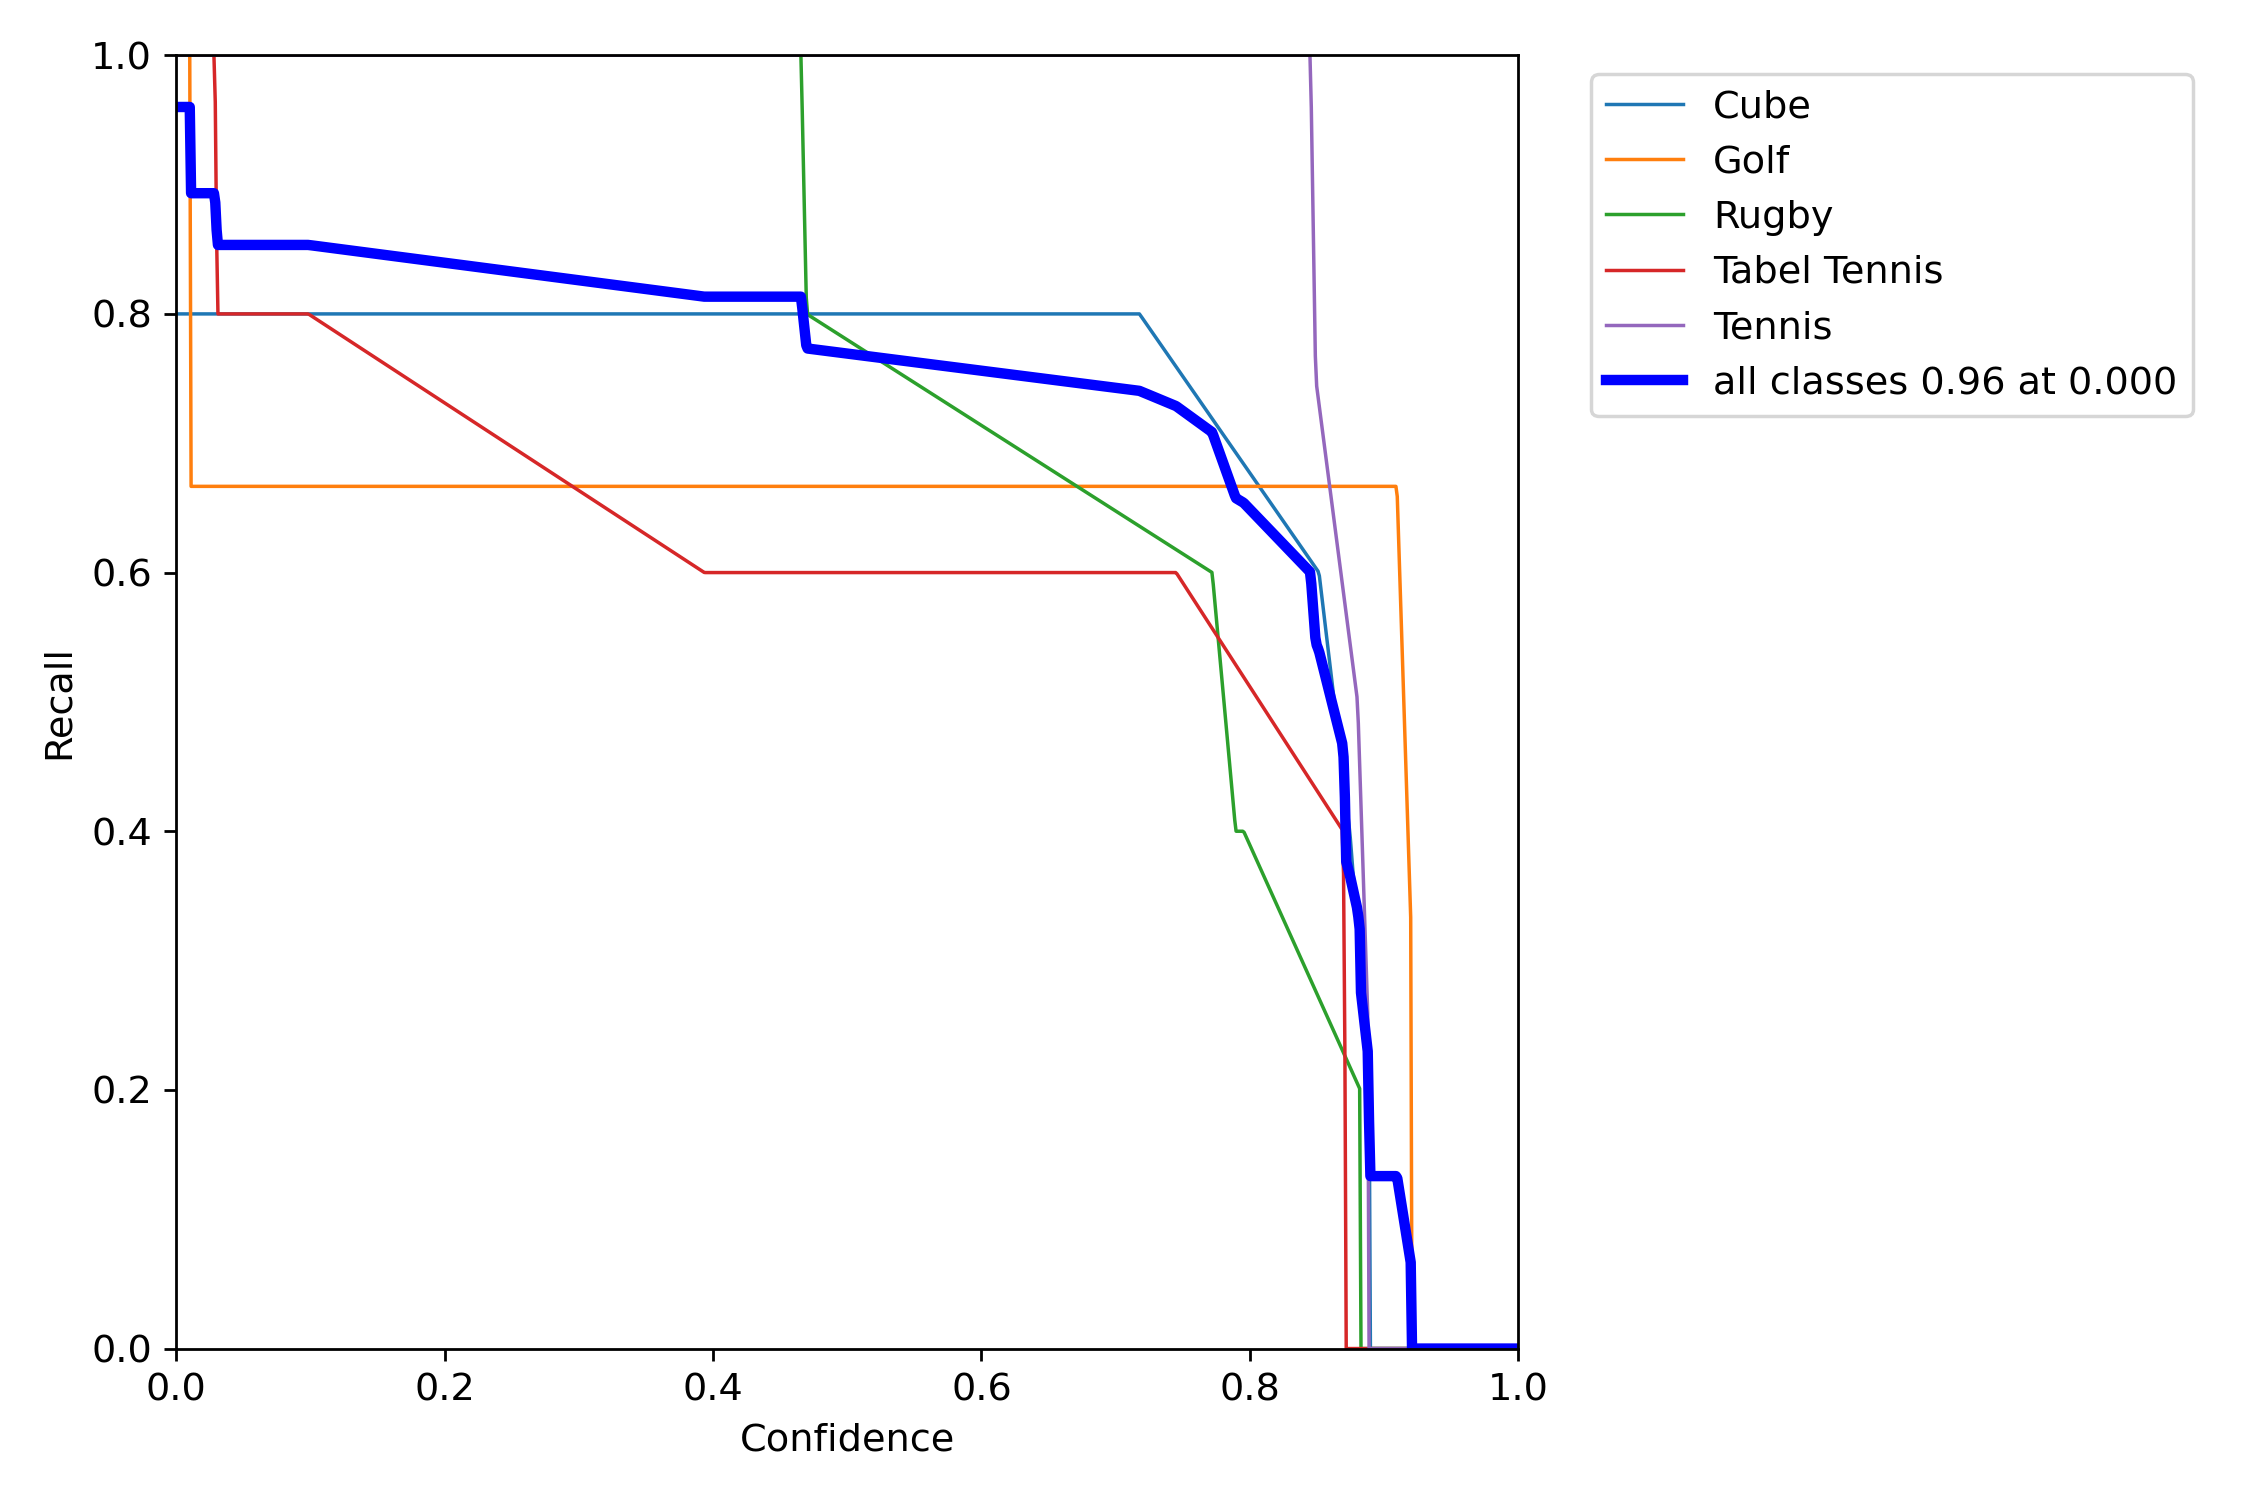 1.0
0.8
0.6
0.4
0.2
0.0
Recall
0.0 0.2 0.4 0.6 0.8 1.0
Confidence
Cube
Golf
Rugby
Tabel Tennis
Tennis
all classes 0.96 at 0.000